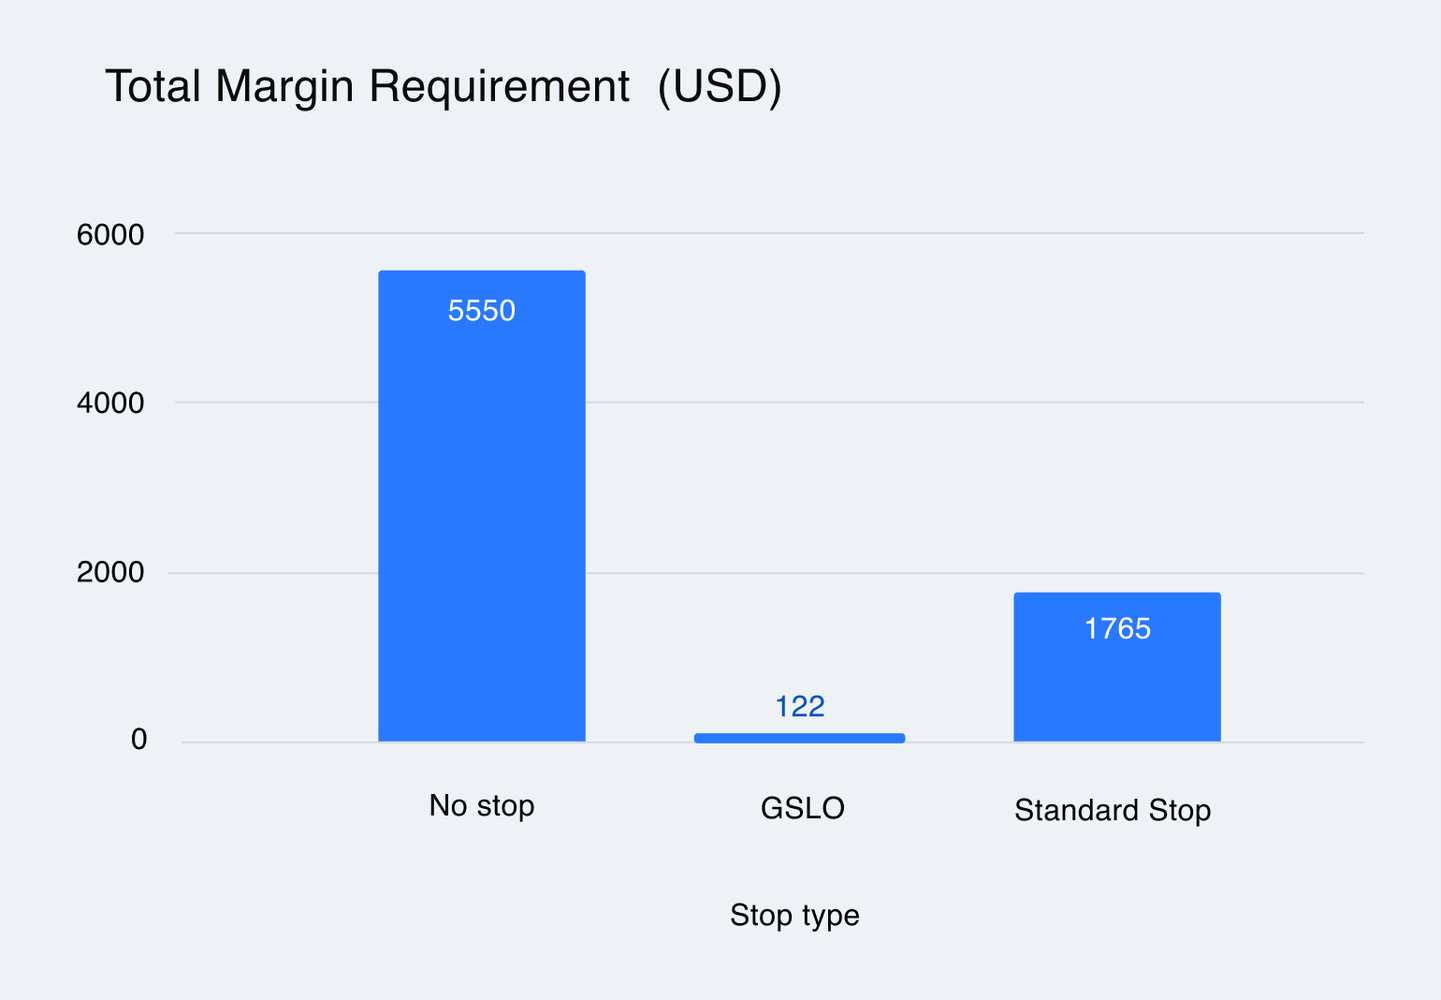 Total Margin Requirement  (USD)
6000
5550
4000
2000
1765
122
0
No stop
GSLO
Standard Stop
Stop type